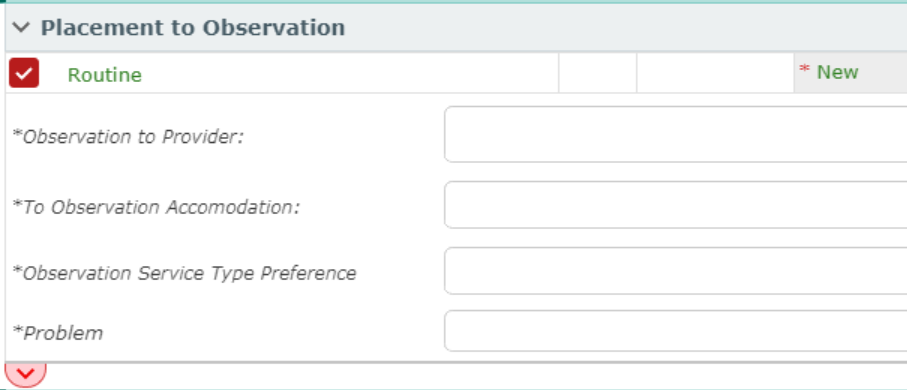 Placement to Observation
Routine * New
*Observation to Provider:
*To Observation Accomodation:
*Observation Service Type Preference
*Problem